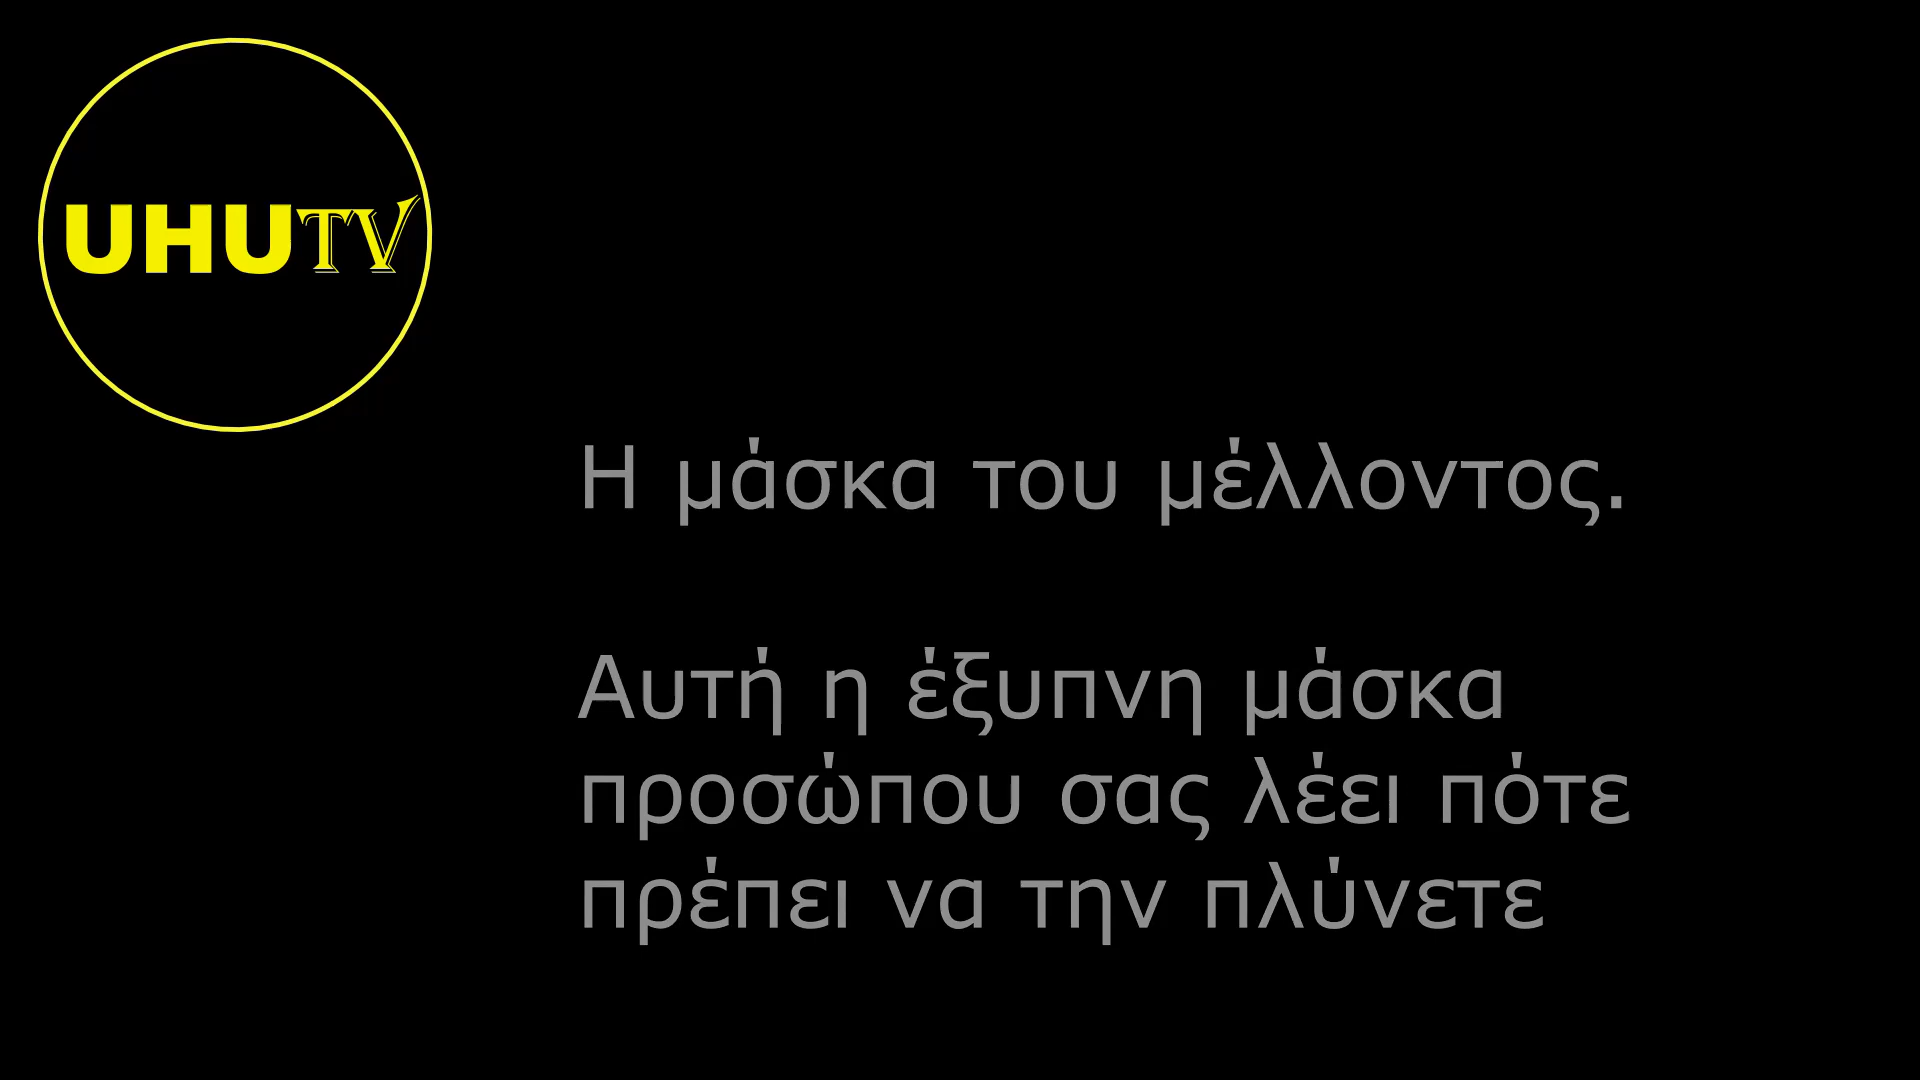 UHUTV
Η μάσκα του μέλλοντος.
Αυτή η έξυπνη μάσκα
προσώπου σας λέει πότε
πρέπει να την πλύνετε